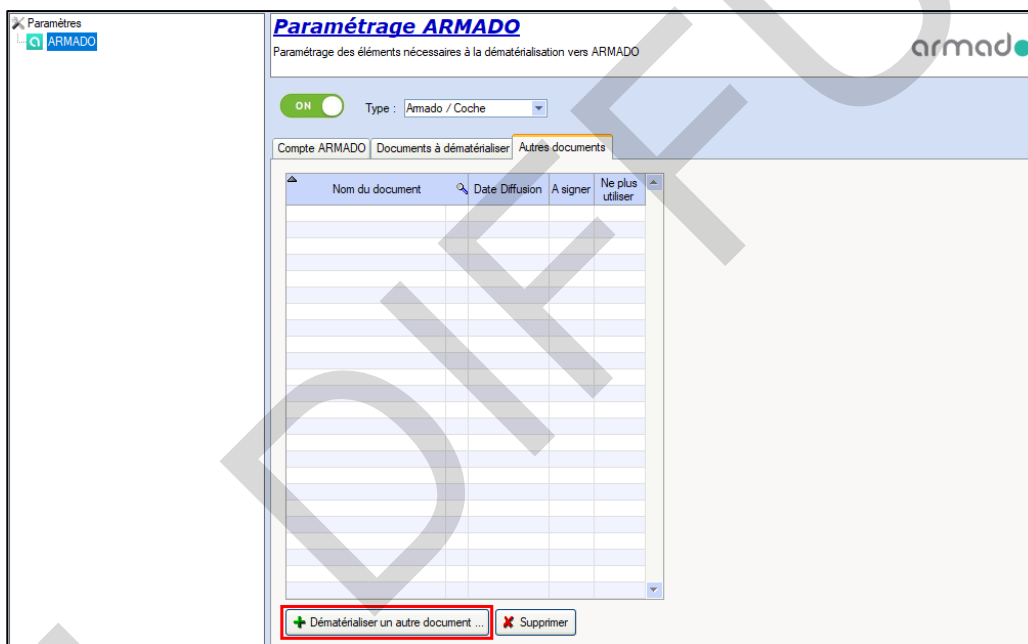 Paramètres
ARMADO
Paramétrage ARMADO
Paramétrage des éléments nécessaires à la dématérialisation vers ARMADO
armado
ON
Type : Armado / Coche
Compte ARMADO Documents à dématérialiser Autres documents
Nom du document Date Diffusion A signer Ne plus utiliser
Dématérialiser un autre document ... Supprimer
DIFFU